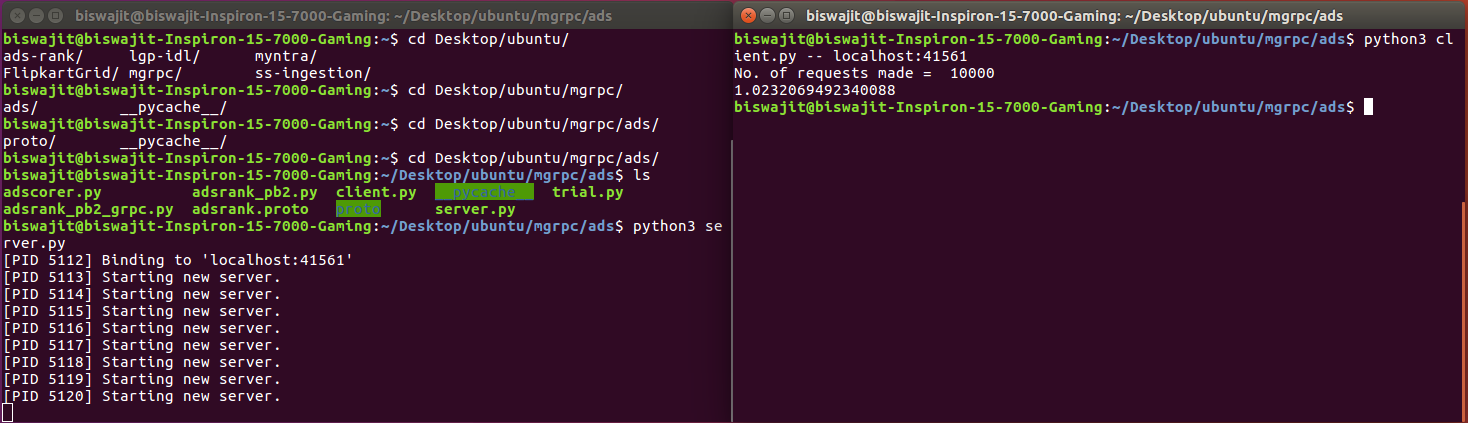 biswajit@biswajit-Inspiron-15-7000-Gaming: ~/Desktop/ubuntu/mgrpc/ads
biswajit@biswajit-Inspiron-15-7000-Gaming:~$ cd Desktop/ubuntu/
ads-rank/ lgp-idl/ myntra/
FlipkartGrid/ mgrpc/ ss-ingestion/
biswajit@biswajit-Inspiron-15-7000-Gaming:~$ cd Desktop/ubuntu/mgrpc/
ads/ __pycache__/
biswajit@biswajit-Inspiron-15-7000-Gaming:~$ cd Desktop/ubuntu/mgrpc/ads/
proto/ __pycache__/
biswajit@biswajit-Inspiron-15-7000-Gaming:~$ cd Desktop/ubuntu/mgrpc/ads/
biswajit@biswajit-Inspiron-15-7000-Gaming:~/Desktop/ubuntu/mgrpc/ads$ ls
adscorer.py adsrank_pb2.py client.py __pycache__ trial.py
adsrank_pb2_grpc.py adsrank.proto proto server.py
biswajit@biswajit-Inspiron-15-7000-Gaming:~/Desktop/ubuntu/mgrpc/ads$ python3 se
rver.py
[PID 5112] Binding to 'localhost:41561'
[PID 5113] Starting new server.
[PID 5114] Starting new server.
[PID 5115] Starting new server.
[PID 5116] Starting new server.
[PID 5117] Starting new server.
[PID 5118] Starting new server.
[PID 5119] Starting new server.
[PID 5120] Starting new server.
biswajit@biswajit-Inspiron-15-7000-Gaming: ~/Desktop/ubuntu/mgrpc/ads
biswajit@biswajit-Inspiron-15-7000-Gaming:~/Desktop/ubuntu/mgrpc/ads$ python3 cl
ient.py -- localhost:41561
No. of requests made =  10000
1.0232069492340088
biswajit@biswajit-Inspiron-15-7000-Gaming:~/Desktop/ubuntu/mgrpc/ads$